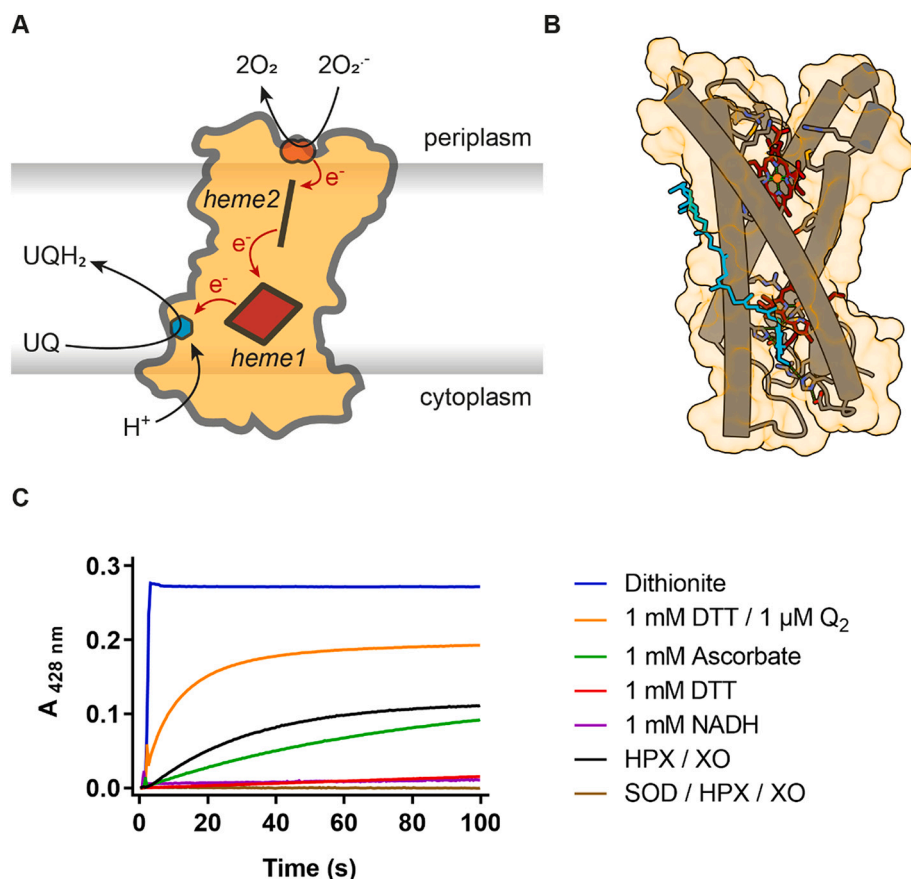 A
2O₂ 2O₂·⁻
periplasm
e⁻
heme2
e⁻
UQH₂
e⁻
UQ
heme1
cytoplasm
H⁺
B
C
0.3
0.2
0.1
0.0
A 428 nm
0 20 40 60 80 100
Time (s)
Dithionite
1 mM DTT / 1 µM Q₂
1 mM Ascorbate
1 mM DTT
1 mM NADH
HPX / XO
SOD / HPX / XO